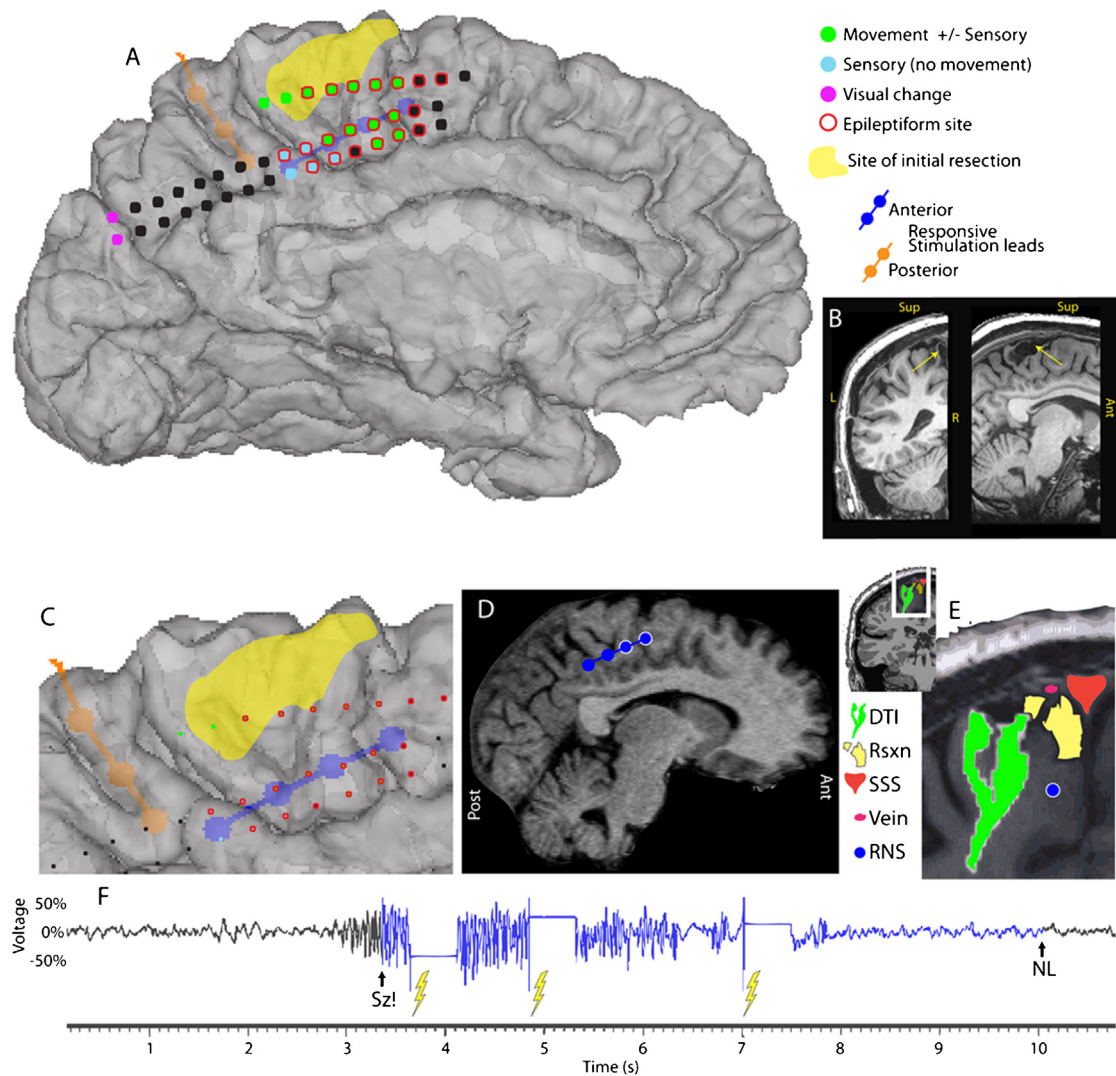 A
Movement +/- Sensory
Sensory (no movement)
Visual change
Epileptiform site
Site of initial resection
Anterior
Responsive
Stimulation leads
Posterior
B
Sup
Sup
L
R
Ant
C
D
Post
Ant
E
DTI
Rsxn
SSS
Vein
RNS
F
Voltage
50%
0%
-50%
Sz!
NL
1 2 3 4 5 6 7 8 9 10
Time (s)